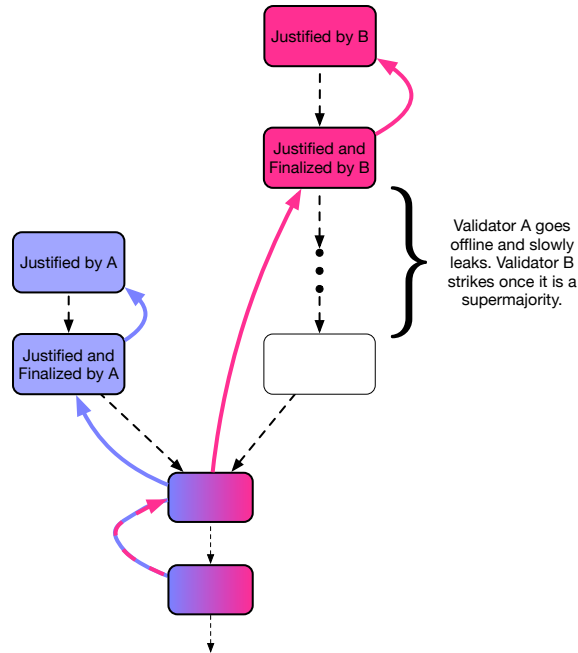 Justified by B
Justified and
Finalized by B
Validator A goes
offline and slowly
leaks. Validator B
strikes once it is a
supermajority.
Justified by A
Justified and
Finalized by A